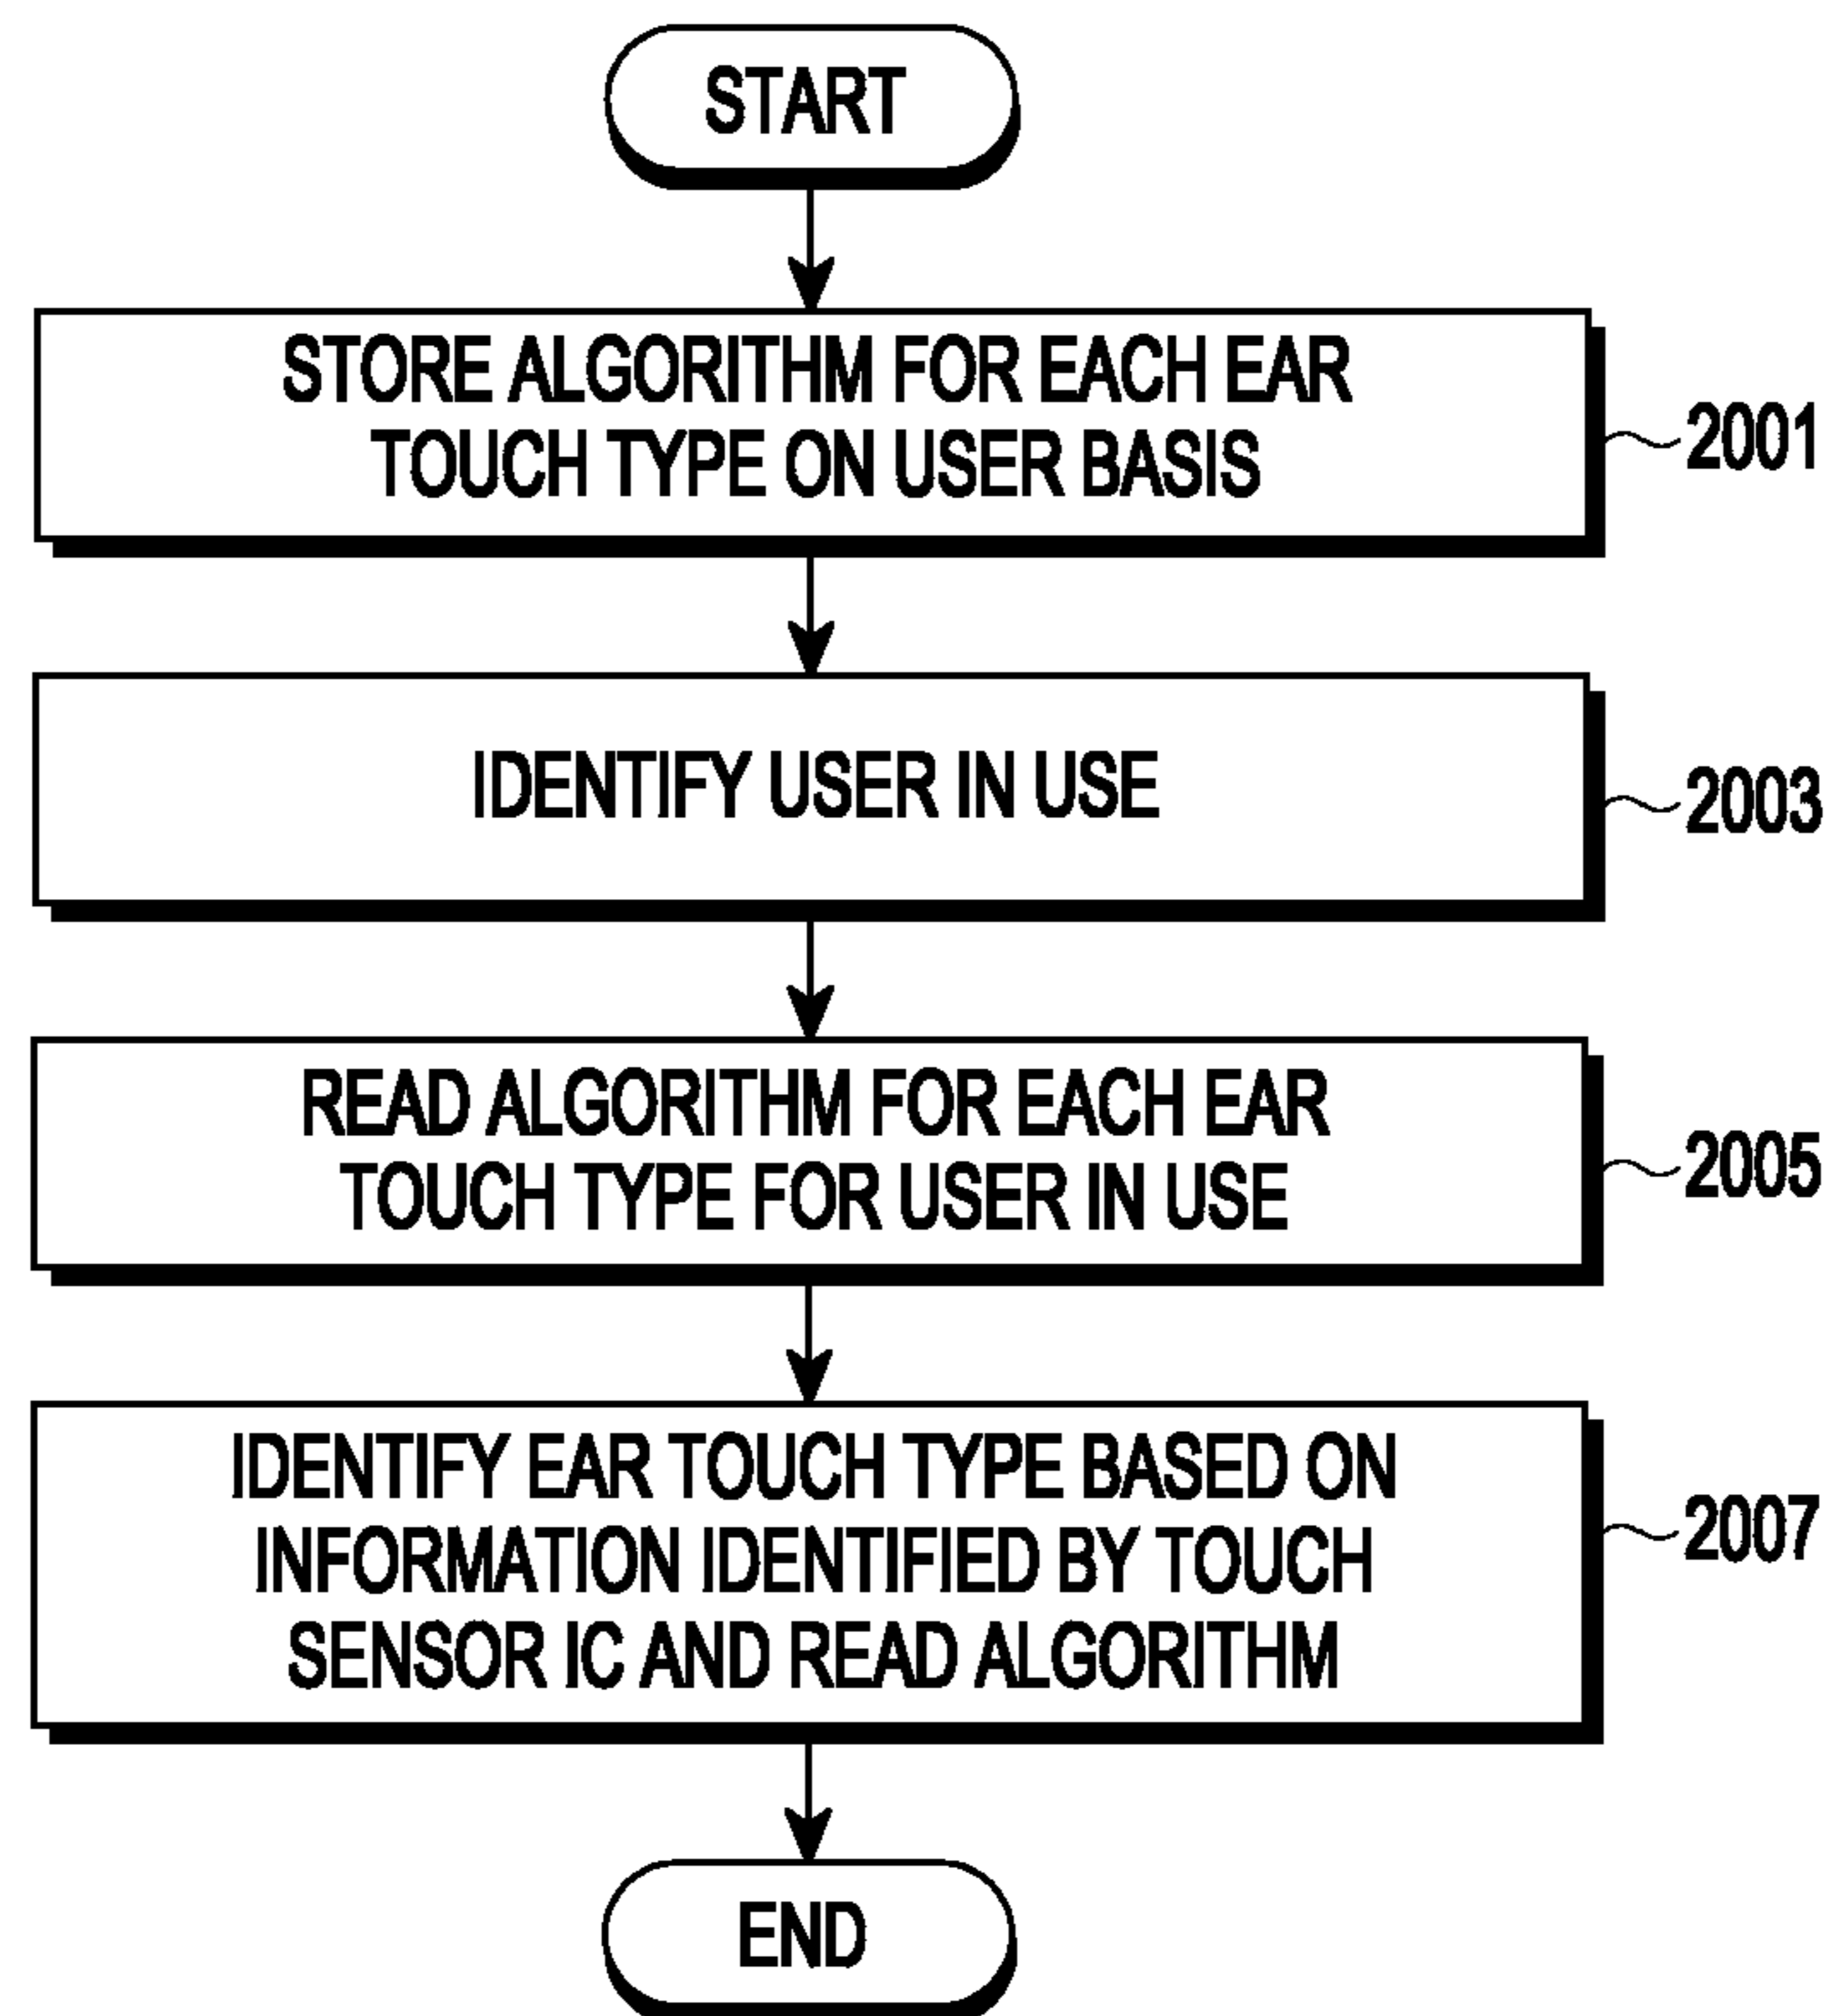 START
STORE ALGORITHM FOR EACH EAR
TOUCH TYPE ON USER BASIS
2001
IDENTIFY USER IN USE
2003
READ ALGORITHM FOR EACH EAR
TOUCH TYPE FOR USER IN USE
2005
IDENTIFY EAR TOUCH TYPE BASED ON
INFORMATION IDENTIFIED BY TOUCH
SENSOR IC AND READ ALGORITHM
2007
END